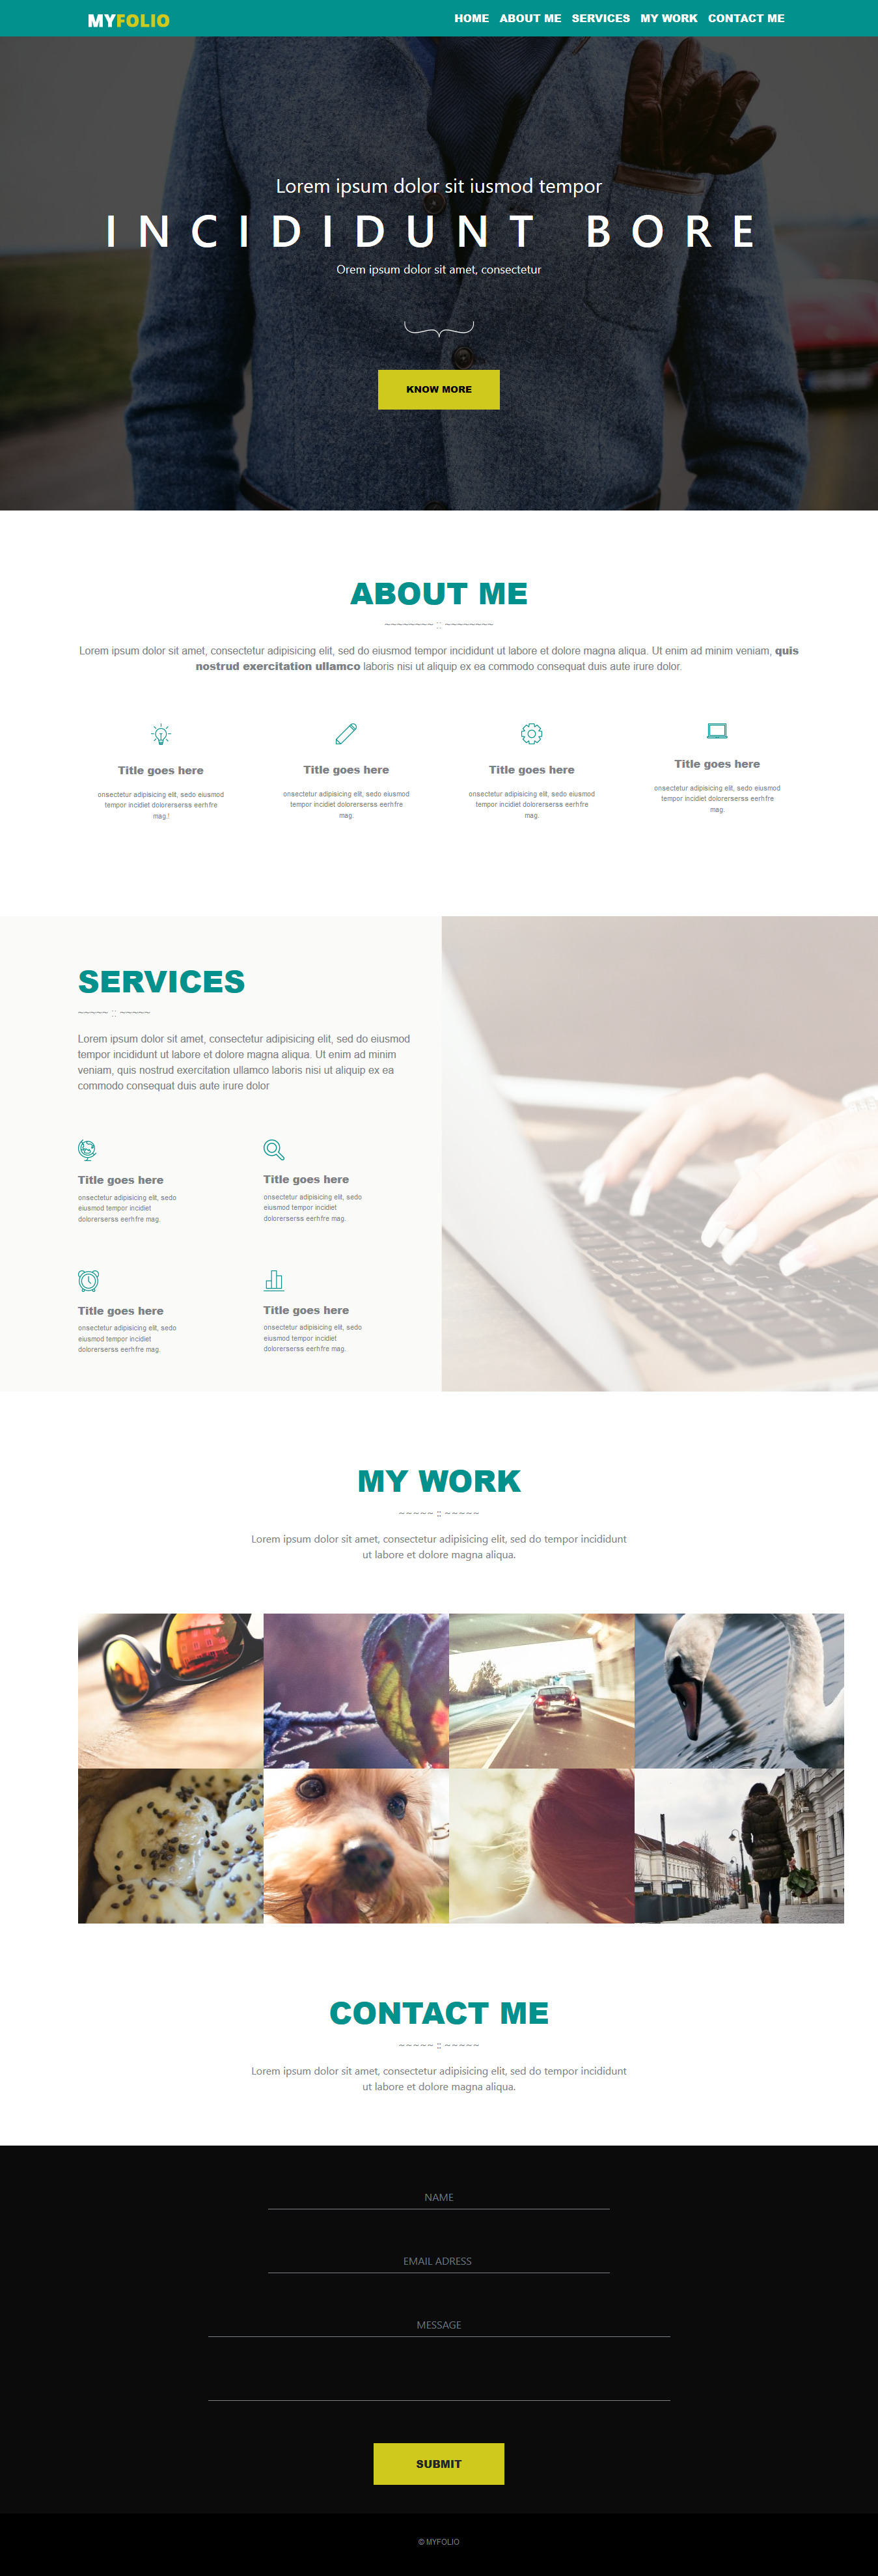 MYFOLIO
HOME ABOUT ME SERVICES MY WORK CONTACT ME
Lorem ipsum dolor sit iusmod tempor
INCIDIDUNT BORE
Orem ipsum dolor sit amet, consectetur
KNOW MORE
ABOUT ME
~~~~~~~~ :: ~~~~~~~~
Lorem ipsum dolor sit amet, consectetur adipisicing elit, sed do eiusmod tempor incididunt ut labore et dolore magna aliqua. Ut enim ad minim veniam, quis
nostrud exercitation ullamco laboris nisi ut aliquip ex ea commodo consequat duis aute irure dolor.
Title goes here
onsectetur adipisicing elit, sedo eiusmod
tempor incidiet dolorerserss eerhfre
mag.!
Title goes here
onsectetur adipisicing elit, sedo eiusmod
tempor incidiet dolorerserss eerhfre
mag.
Title goes here
onsectetur adipisicing elit, sedo eiusmod
tempor incidiet dolorerserss eerhfre
mag.
Title goes here
onsectetur adipisicing elit, sedo eiusmod
tempor incidiet dolorerserss eerhfre
mag.
SERVICES
~~~~~ :: ~~~~~
Lorem ipsum dolor sit amet, consectetur adipisicing elit, sed do eiusmod
tempor incididunt ut labore et dolore magna aliqua. Ut enim ad minim
veniam, quis nostrud exercitation ullamco laboris nisi ut aliquip ex ea
commodo consequat duis aute irure dolor
Title goes here
onsectetur adipisicing elit, sedo
eiusmod tempor incidiet
dolorerserss eerhfre mag.
Title goes here
onsectetur adipisicing elit, sedo
eiusmod tempor incidiet
dolorerserss eerhfre mag.
Title goes here
onsectetur adipisicing elit, sedo
eiusmod tempor incidiet
dolorerserss eerhfre mag.
Title goes here
onsectetur adipisicing elit, sedo
eiusmod tempor incidiet
dolorerserss eerhfre mag.
MY WORK
~~~~~ :: ~~~~~
Lorem ipsum dolor sit amet, consectetur adipisicing elit, sed do tempor incididunt
ut labore et dolore magna aliqua.
CONTACT ME
~~~~~ :: ~~~~~
Lorem ipsum dolor sit amet, consectetur adipisicing elit, sed do tempor incididunt
ut labore et dolore magna aliqua.
NAME
EMAIL ADRESS
MESSAGE
SUBMIT
© MYFOLIO